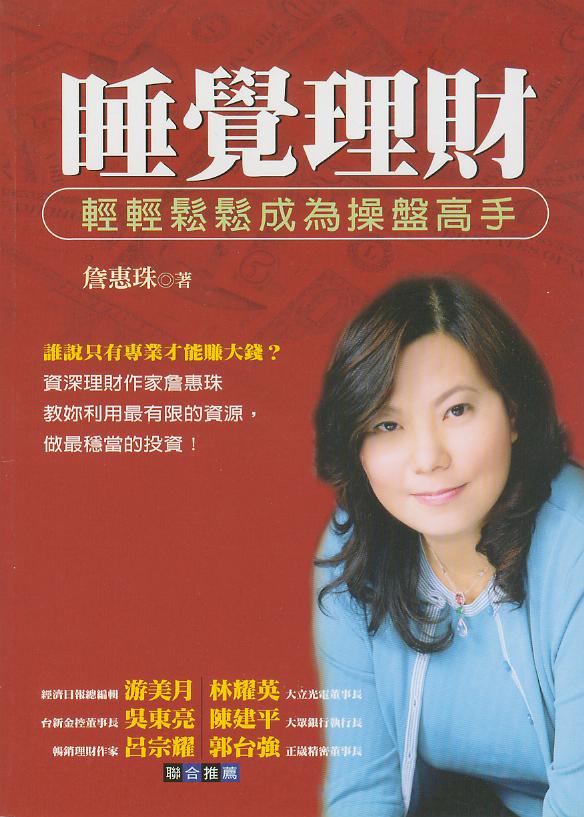 睡覺理財
輕輕鬆鬆成為操盤高手
詹惠珠◎著
誰說只有專業才能賺大錢？
資深理財作家詹惠珠
教妳利用最有限的資源，
做最穩當的投資！
經濟日報總編輯 游美月 林耀英 大立光電董事長
台新金控董事長 吳東亮 陳建平 大眾銀行執行長
暢銷理財作家 呂宗耀 郭台強 正崴精密董事長
聯合推薦